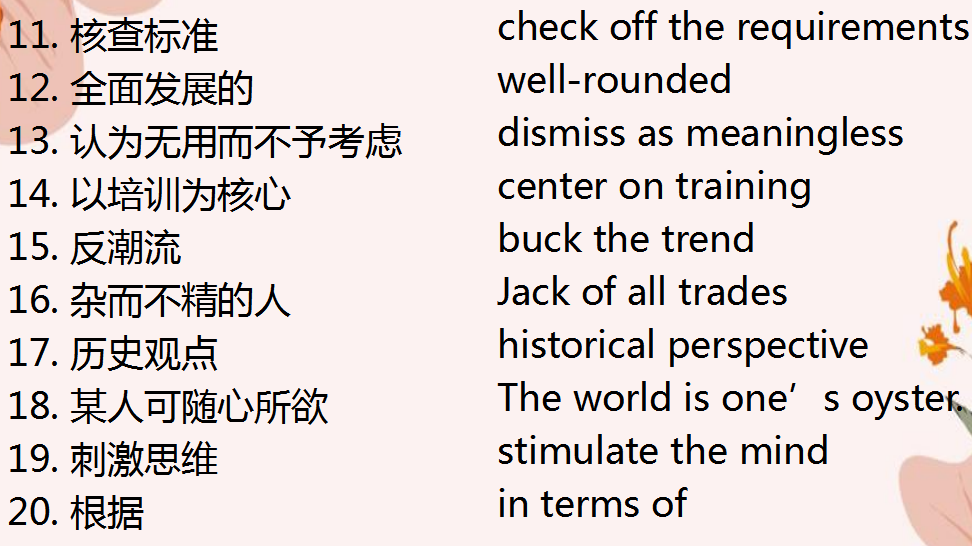 11. 核查标准 check off the requirements
12. 全面发展的 well-rounded
13. 认为无用而不予考虑 dismiss as meaningless
14. 以培训为核心 center on training
15. 反潮流 buck the trend
16. 杂而不精的人 Jack of all trades
17. 历史观点 historical perspective
18. 某人可随心所欲 The world is one’s oyster.
19. 刺激思维 stimulate the mind
20. 根据 in terms of